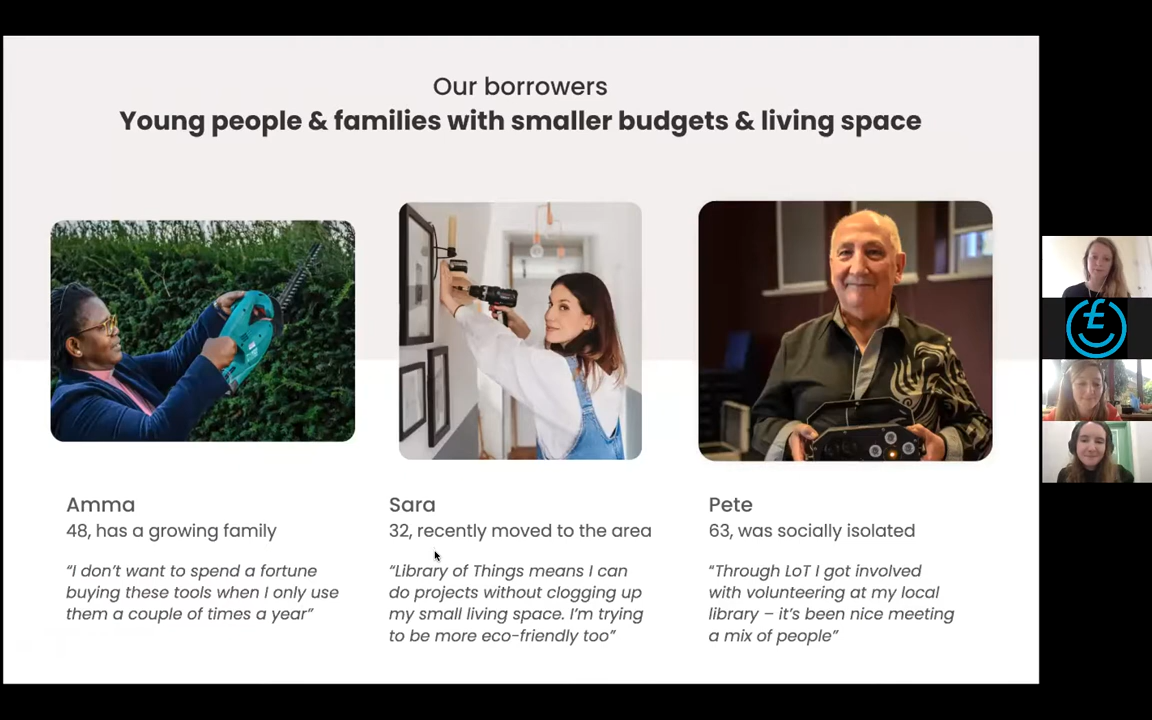 Our borrowers
Young people & families with smaller budgets & living space
Amma
48, has a growing family
“I don’t want to spend a fortune
buying these tools when I only use
them a couple of times a year”
Sara
32, recently moved to the area
“Library of Things means I can
do projects without clogging up
my small living space. I’m trying
to be more eco-friendly too”
Pete
63, was socially isolated
“Through LoT I got involved
with volunteering at my local
library – it’s been nice meeting
a mix of people”